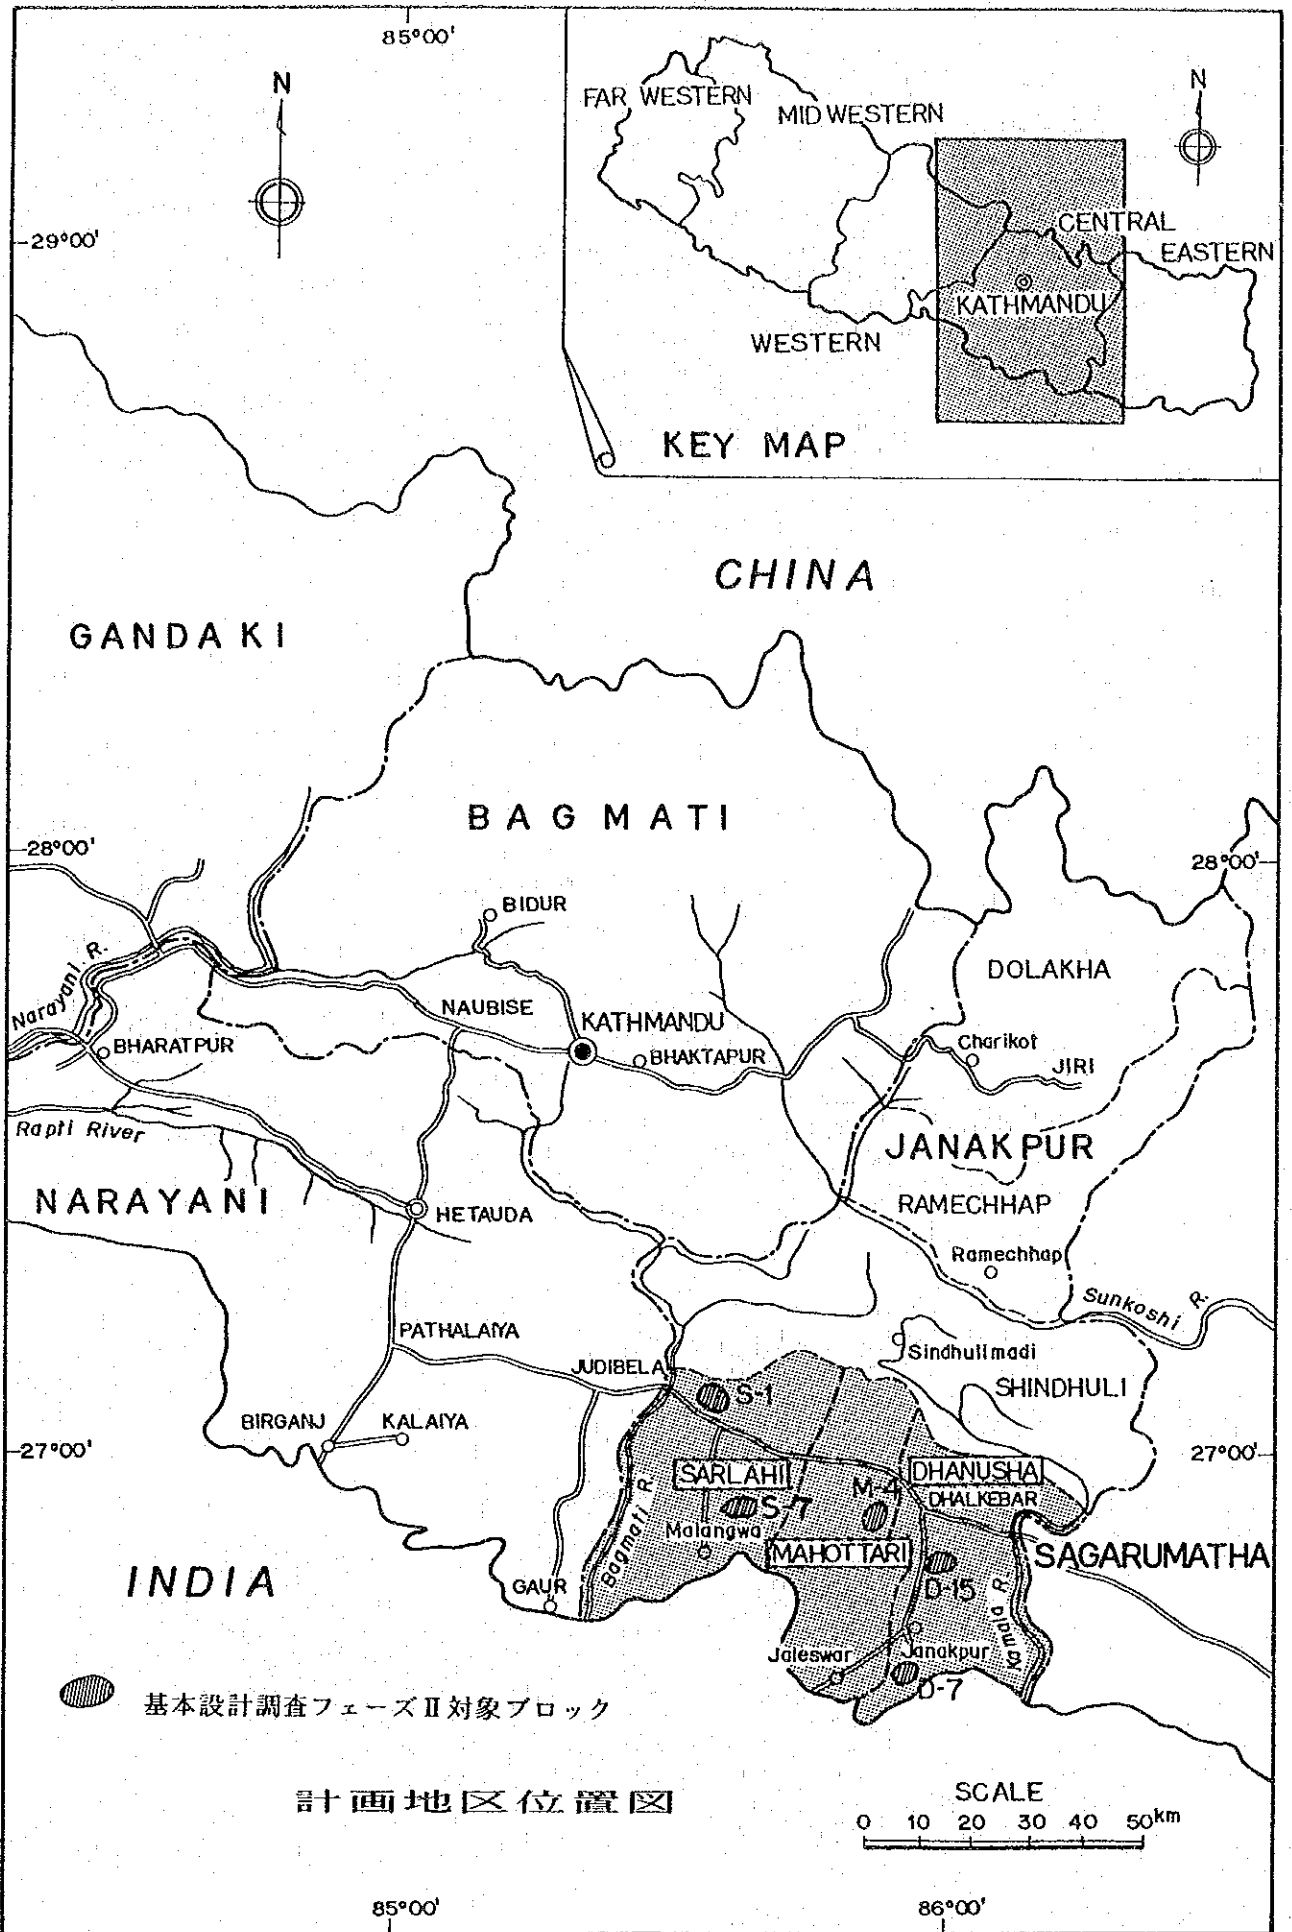 85°00'
N
29°00'
FAR WESTERN
MID WESTERN
N
CENTRAL
EASTERN
KATHMANDU
WESTERN
KEY MAP
CHINA
GANDAKI
BAGMATI
28°00'
28°00'
BIDUR
Narayani R.
DOLAKHA
NAUBISE
KATHMANDU
BHARATPUR
BHAKTAPUR
Charikot
JIRI
Rapti River
JANAKPUR
NARAYANI
RAMECHHAP
HETAUDA
Ramechhap
Sunkoshi R.
PATHALAIYA
Sindhulimadi
JUDIBELA
S-1
SHINDHULI
BIRGANJ
KALAIYA
27°00'
27°00'
SARLAHI
DHANUSHA
M-4
DHALKEBAR
S-7
Malangwa
Bagmati R.
MAHOTTARI
SAGARUMATHA
INDIA
GAUR
D-15
Kamala R.
Jaleswar
Janakpur
D-7
基本設計調査フェーズⅡ対象ブロック
計画地区位置図
SCALE
0 10 20 30 40 50km
85°00'
86°00'